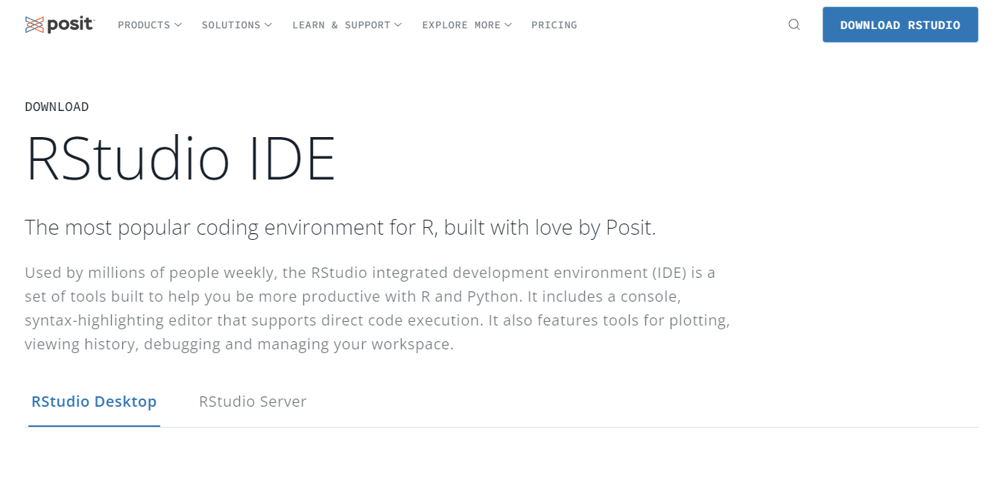 posit™
PRODUCTS
SOLUTIONS
LEARN & SUPPORT
EXPLORE MORE
PRICING
DOWNLOAD RSTUDIO
DOWNLOAD
RStudio IDE
The most popular coding environment for R, built with love by Posit.
Used by millions of people weekly, the RStudio integrated development environment (IDE) is a
set of tools built to help you be more productive with R and Python. It includes a console,
syntax-highlighting editor that supports direct code execution. It also features tools for plotting,
viewing history, debugging and managing your workspace.
RStudio Desktop
RStudio Server